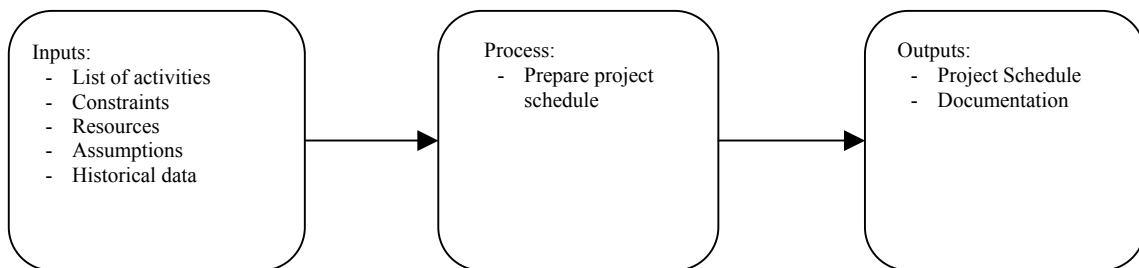 Inputs:
- List of activities
- Constraints
- Resources
- Assumptions
- Historical data
Process:
- Prepare project
schedule
Outputs:
- Project Schedule
- Documentation